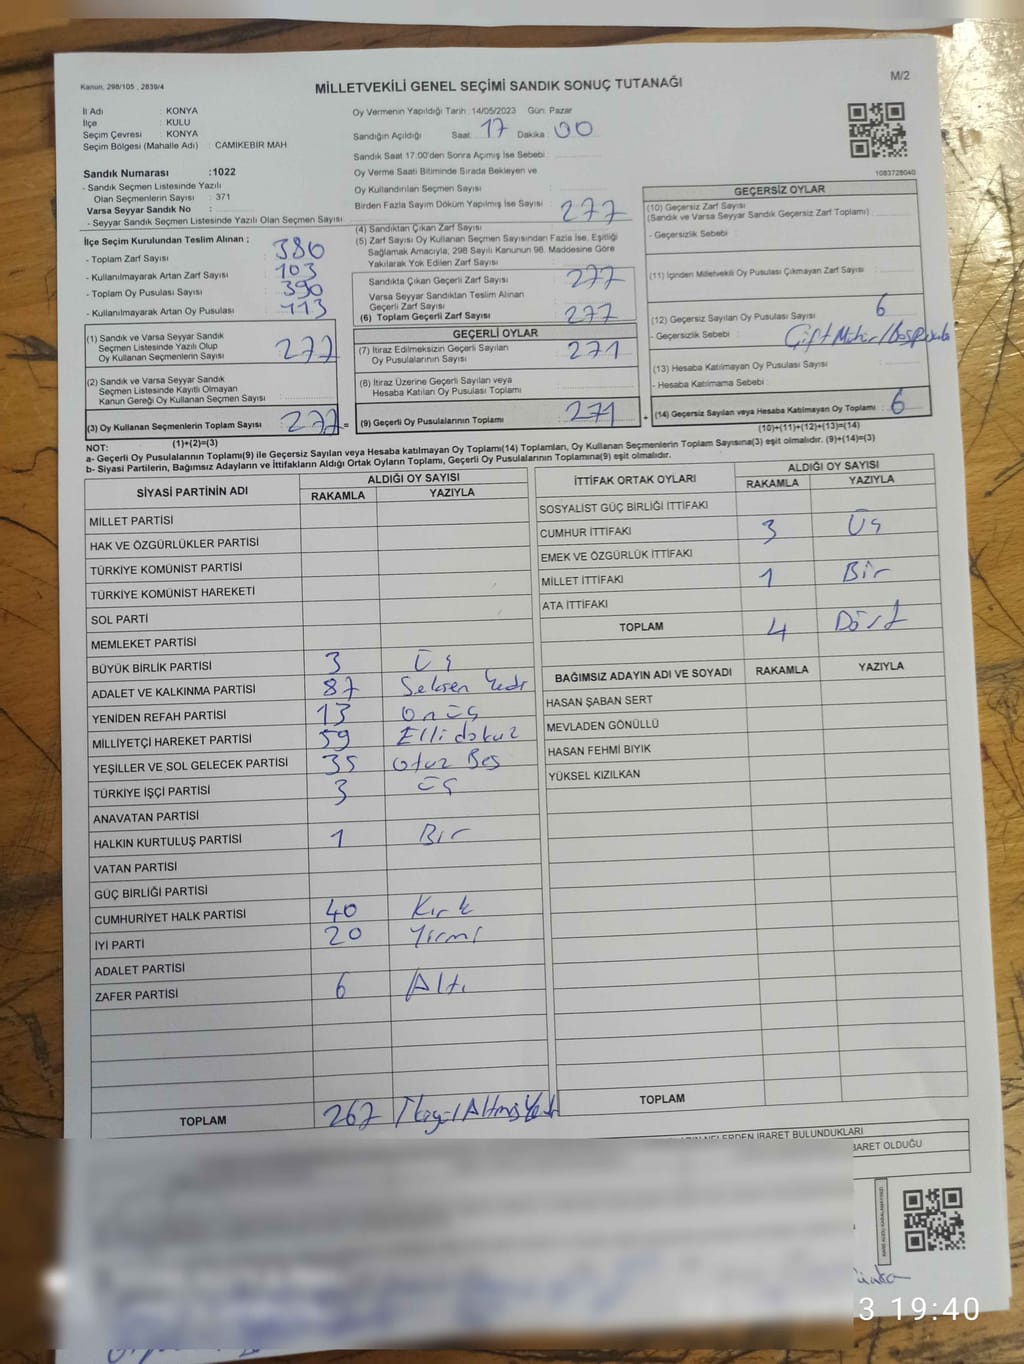 Kanun, 298/105 , 2839/4
MİLLETVEKİLİ GENEL SEÇİMİ SANDIK SONUÇ TUTANAĞI
M/2
İl Adı : KONYA
İlçe : KULU
Seçim Çevresi : KONYA
Seçim Bölgesi (Mahalle Adı) : CAMİKEBİR MAH
Oy Vermenin Yapıldığı Tarih : 14/05/2023 Gün: Pazar
Sandığın Açıldığı Saat: 17 Dakika : 00
Sandık Saat 17:00'den Sonra Açımış İse Sebebi :
Oy Verme Saati Bitiminde Sırada Bekleyen ve
Oy Kullandırılan Seçmen Sayısı
Birden Fazla Sayım Döküm Yapılmış İse Sayısı :
1083728040
Sandık Numarası :1022
- Sandık Seçmen Listesinde Yazılı
Olan Seçmenlerin Sayısı : 371
Varsa Seyyar Sandık No :
- Seyyar Sandık Seçmen Listesinde Yazılı Olan Seçmen Sayısı
İlçe Seçim Kurulundan Teslim Alınan ;
- Toplam Zarf Sayısı : 380
- Kullanılmayarak Artan Zarf Sayısı : 103
- Toplam Oy Pusulası Sayısı : 390
- Kullanılmayarak Artan Oy Pusulası : 113
(1) Sandık ve Varsa Seyyar Sandık
Seçmen Listesinde Yazılı Olup
Oy Kullanan Seçmenlerin Sayısı : 277
(2) Sandık ve Varsa Seyyar Sandık
Seçmen Listesinde Kayıtlı Olmayan
Kanun Gereği Oy Kullanan Seçmen Sayısı :
(3) Oy Kullanan Seçmenlerin Toplam Sayısı : 277 =
(1)+(2)=(3)
(4) Sandıktan Çıkan Zarf Sayısı : 277
(5) Zarf Sayısı Oy Kullanan Seçmen Sayısından Fazla İse, Eşitliği
Sağlamak Amacıyla, 298 Sayılı Kanunun 98. Maddesine Göre
Yakılarak Yok Edilen Zarf Sayısı :
Sandıkta Çıkan Geçerli Zarf Sayısı : 277
Varsa Seyyar Sandıktan Teslim Alınan
Geçerli Zarf Sayısı
(6) Toplam Geçerli Zarf Sayısı : 277
GEÇERLİ OYLAR
(7) İtiraz Edilmeksizin Geçerli Sayılan
Oy Pusulalarının Sayısı : 271
(8) İtiraz Üzerine Geçerli Sayılan veya
Hesaba Katılan Oy Pusulası Toplamı :
(9) Geçerli Oy Pusulalarının Toplamı : 271 +
GEÇERSİZ OYLAR
(10) Geçersiz Zarf Sayısı
(Sandık ve Varsa Seyyar Sandık Geçersiz Zarf Toplamı) :
- Geçersizlik Sebebi :
(11) İçinden Milletvekili Oy Pusulası Çıkmayan Zarf Sayısı :
(12) Geçersiz Sayılan Oy Pusulası Sayısı : 6
- Geçersizlik Sebebi : Çift Mühür/Boş Pusula
(13) Hesaba Katılmayan Oy Pusulası Sayısı :
- Hesaba Katılmama Sebebi :
(14) Geçersiz Sayılan veya Hesaba Katılmayan Oy Toplamı : 6
(10)+(11)+(12)+(13)=(14)
NOT:
a- Geçerli Oy Pusulalarının Toplamı(9) ile Geçersiz Sayılan veya Hesaba katılmayan Oy Toplamı(14) Toplamları, Oy Kullanan Seçmenlerin Toplam Sayısına(3) eşit olmalıdır. (9)+(14)=(3)
b- Siyasi Partilerin, Bağımsız Adayların ve İttifakların Aldığı Ortak Oyların Toplamı, Geçerli Oy Pusulalarının Toplamına(9) eşit olmalıdır.
SİYASİ PARTİNİN ADI ALDIĞI OY SAYISI
RAKAMLA YAZIYLA
MİLLET PARTİSİ
HAK VE ÖZGÜRLÜKLER PARTİSİ
TÜRKİYE KOMÜNİST PARTİSİ
TÜRKİYE KOMÜNİST HAREKETİ
SOL PARTİ
MEMLEKET PARTİSİ
BÜYÜK BİRLİK PARTİSİ 3 Üç
ADALET VE KALKINMA PARTİSİ 87 Seksen Yedi
YENİDEN REFAH PARTİSİ 13 Onüç
MİLLİYETÇİ HAREKET PARTİSİ 59 Elli dokuz
YEŞİLLER VE SOL GELECEK PARTİSİ 35 Otuz Beş
TÜRKİYE İŞÇİ PARTİSİ 3 Üç
ANAVATAN PARTİSİ
HALKIN KURTULUŞ PARTİSİ 1 Bir
VATAN PARTİSİ
GÜÇ BİRLİĞİ PARTİSİ
CUMHURİYET HALK PARTİSİ 40 Kırk
İYİ PARTİ 20 Yirmi
ADALET PARTİSİ
ZAFER PARTİSİ 6 Altı
TOPLAM 267 İkiyüz Altmış Yedi
İTTİFAK ORTAK OYLARI ALDIĞI OY SAYISI
RAKAMLA YAZIYLA
SOSYALİST GÜÇ BİRLİĞİ İTTİFAKI
CUMHUR İTTİFAKI 3 Üç
EMEK VE ÖZGÜRLÜK İTTİFAKI
MİLLET İTTİFAKI 1 Bir
ATA İTTİFAKI
TOPLAM 4 Dört
BAĞIMSIZ ADAYIN ADI VE SOYADI RAKAMLA YAZIYLA
HASAN ŞABAN SERT
MEVLADEN GÖNÜLLÜ
HASAN FEHMİ BIYIK
YÜKSEL KIZILKAN
TOPLAM
İBARET BULUNDUKLARI
İBARET OLDUĞU
3 19:40